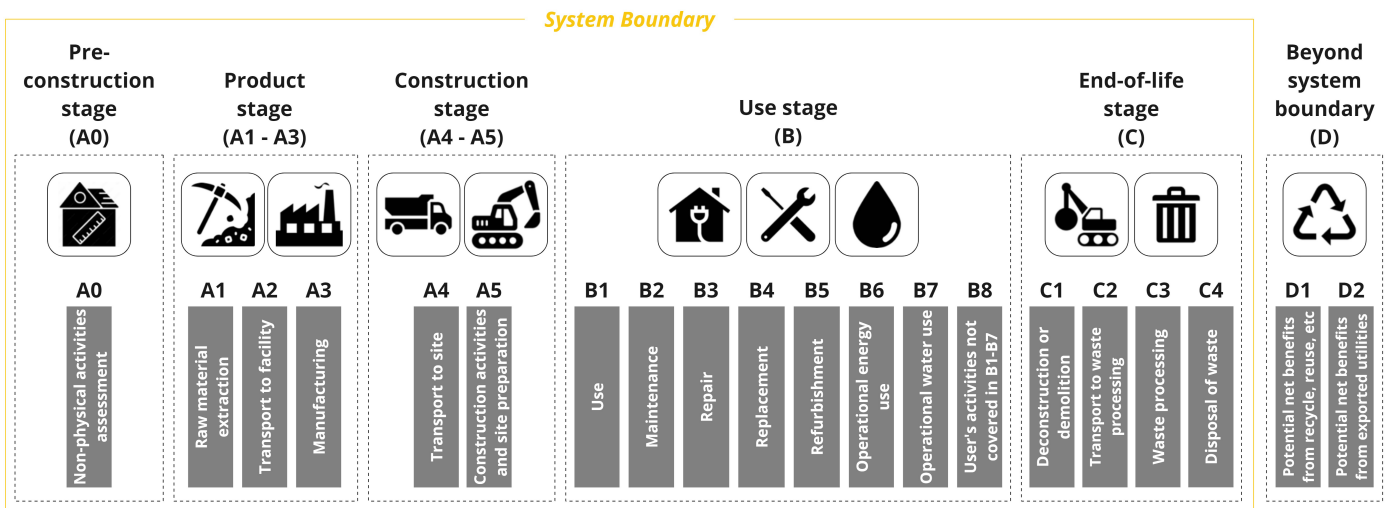 System Boundary
Pre-
construction
stage
(A0)
Product
stage
(A1 - A3)
Construction
stage
(A4 - A5)
Use stage
(B)
End-of-life
stage
(C)
Beyond
system
boundary
(D)
A0
Non-physical activities
assessment
A1
Raw material
extraction
A2
Transport to facility
A3
Manufacturing
A4
Transport to site
A5
Construction activities
and site preparation
B1
Use
B2
Maintenance
B3
Repair
B4
Replacement
B5
Refurbishment
B6
Operational energy
use
B7
Operational water use
B8
User's activities not
covered in B1-B7
C1
Deconstruction or
demolition
C2
Transport to waste
processing
C3
Waste processing
C4
Disposal of waste
D1
Potential net benefits
from recycle, reuse, etc
D2
Potential net benefits
from exported utilities